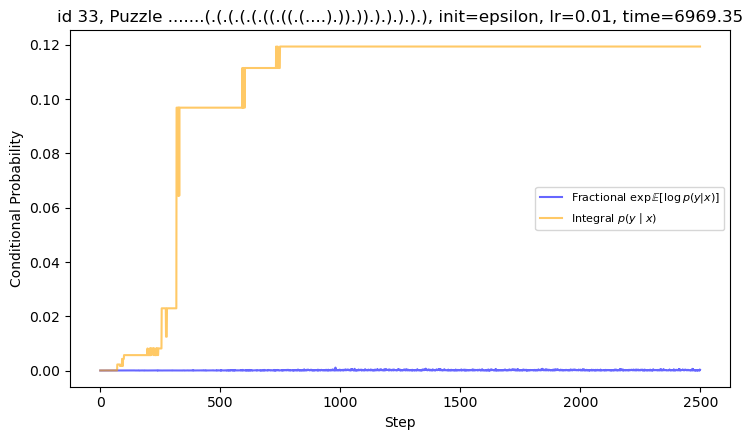 id 33, Puzzle .......(.(.(.(.(.((.((.(....).)).)).).).).).), init=epsilon, lr=0.01, time=6969.35
0.12
0.10
0.08
0.06
0.04
0.02
0.00
Conditional Probability
Fractional exp𝔼[log p(y|x)]
Integral p(y | x)
0 500 1000 1500 2000 2500
Step